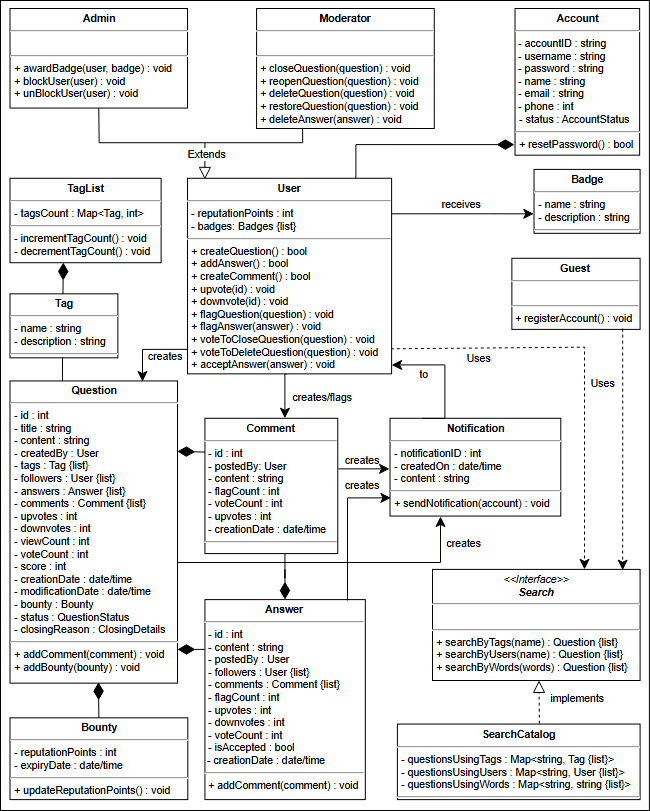 Admin
+ awardBadge(user, badge) : void
+ blockUser(user) : void
+ unBlockUser(user) : void
Moderator
+ closeQuestion(question) : void
+ reopenQuestion(question) : void
+ deleteQuestion(question) : void
+ restoreQuestion(question) : void
+ deleteAnswer(answer) : void
Account
- accountID : string
- username : string
- password : string
- name : string
- email : string
- phone : int
- status : AccountStatus
+ resetPassword() : bool
Extends
TagList
- tagsCount : Map<Tag, int>
+ incrementTagCount() : void
- decrementTagCount() : void
User
- reputationPoints : int
- badges: Badges {list}
+ createQuestion() : bool
+ addAnswer() : bool
+ createComment() : bool
+ upvote(id) : void
+ downvote(id) : void
+ flagQuestion(question) : void
+ flagAnswer(answer) : void
+ voteToCloseQuestion(question) : void
+ voteToDeleteQuestion(question) : void
+ acceptAnswer(answer) : void
receives
Badge
- name : string
- description : string
Guest
+ registerAccount() : void
Tag
- name : string
- description : string
creates
Uses
to
Uses
creates/flags
Question
- id : int
- title : string
- content : string
- createdBy : User
- tags : Tag {list}
- followers : User {list}
- answers : Answer {list}
- comments : Comment {list}
- upvotes : int
- downvotes : int
- viewCount : int
- voteCount : int
- score : int
- creationDate : date/time
- modificationDate : date/time
- bounty : Bounty
- status : QuestionStatus
- closingReason : ClosingDetails
+ addComment(comment) : void
+ addBounty(bounty) : void
Comment
- id : int
- postedBy : User
- content : string
- flagCount : int
- voteCount : int
- upvotes : int
- creationDate : date/time
creates
creates
Notification
- notificationID : int
- createdOn : date/time
- content : string
+ sendNotification(account) : void
creates
<<Interface>>
Search
+ searchByTags(name) : Question {list}
+ searchByUsers(name) : Question {list}
+ searchByWords(words) : Question {list}
Answer
- id : int
- content : string
- postedBy : User
- followers : User {list}
- comments : Comment {list}
- flagCount : int
- upvotes : int
- downvotes : int
- voteCount : int
- isAccepted : bool
- creationDate : date/time
+ addComment(comment) : void
implements
Bounty
- reputationPoints : int
- expiryDate : date/time
+ updateReputationPoints() : void
SearchCatalog
- questionsUsingTags : Map<string, Tag {list}>
- questionsUsingUsers : Map<string, User {list}>
- questionsUsingWords : Map<string, string {list}>